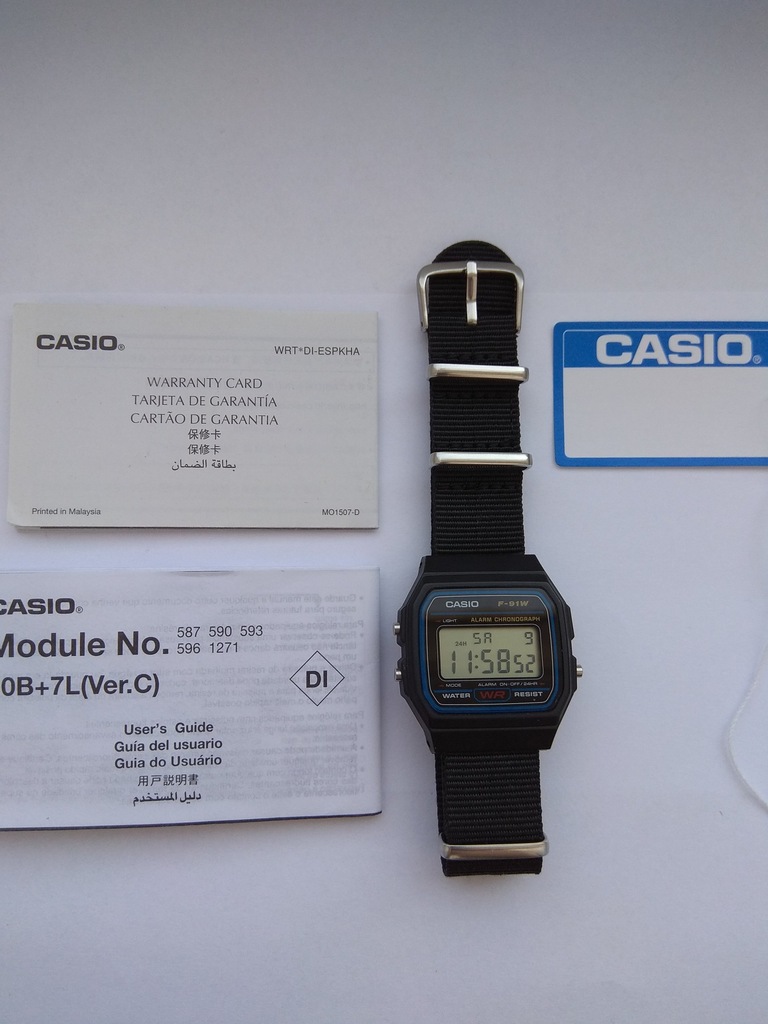 CASIO®
WRT*DI-ESPKHA
WARRANTY CARD
TARJETA DE GARANTÍA
CARTÃO DE GARANTIA
保修卡
保修卡
بطاقة الضمان
Printed in Malaysia
MO1507-D
CASIO®
Module No. 587 590 593
596 1271
0B+7L(Ver.C)
DI
User's Guide
Guía del usuario
Guia do Usuário
用戸説明書
دليل المستخدم
CASIO F-91W
LIGHT ALARM CHRONOGRAPH
SA 9
24H
11:58 52
MODE ALARM ON·OFF/24HR
WATER WR RESIST
CASIO®